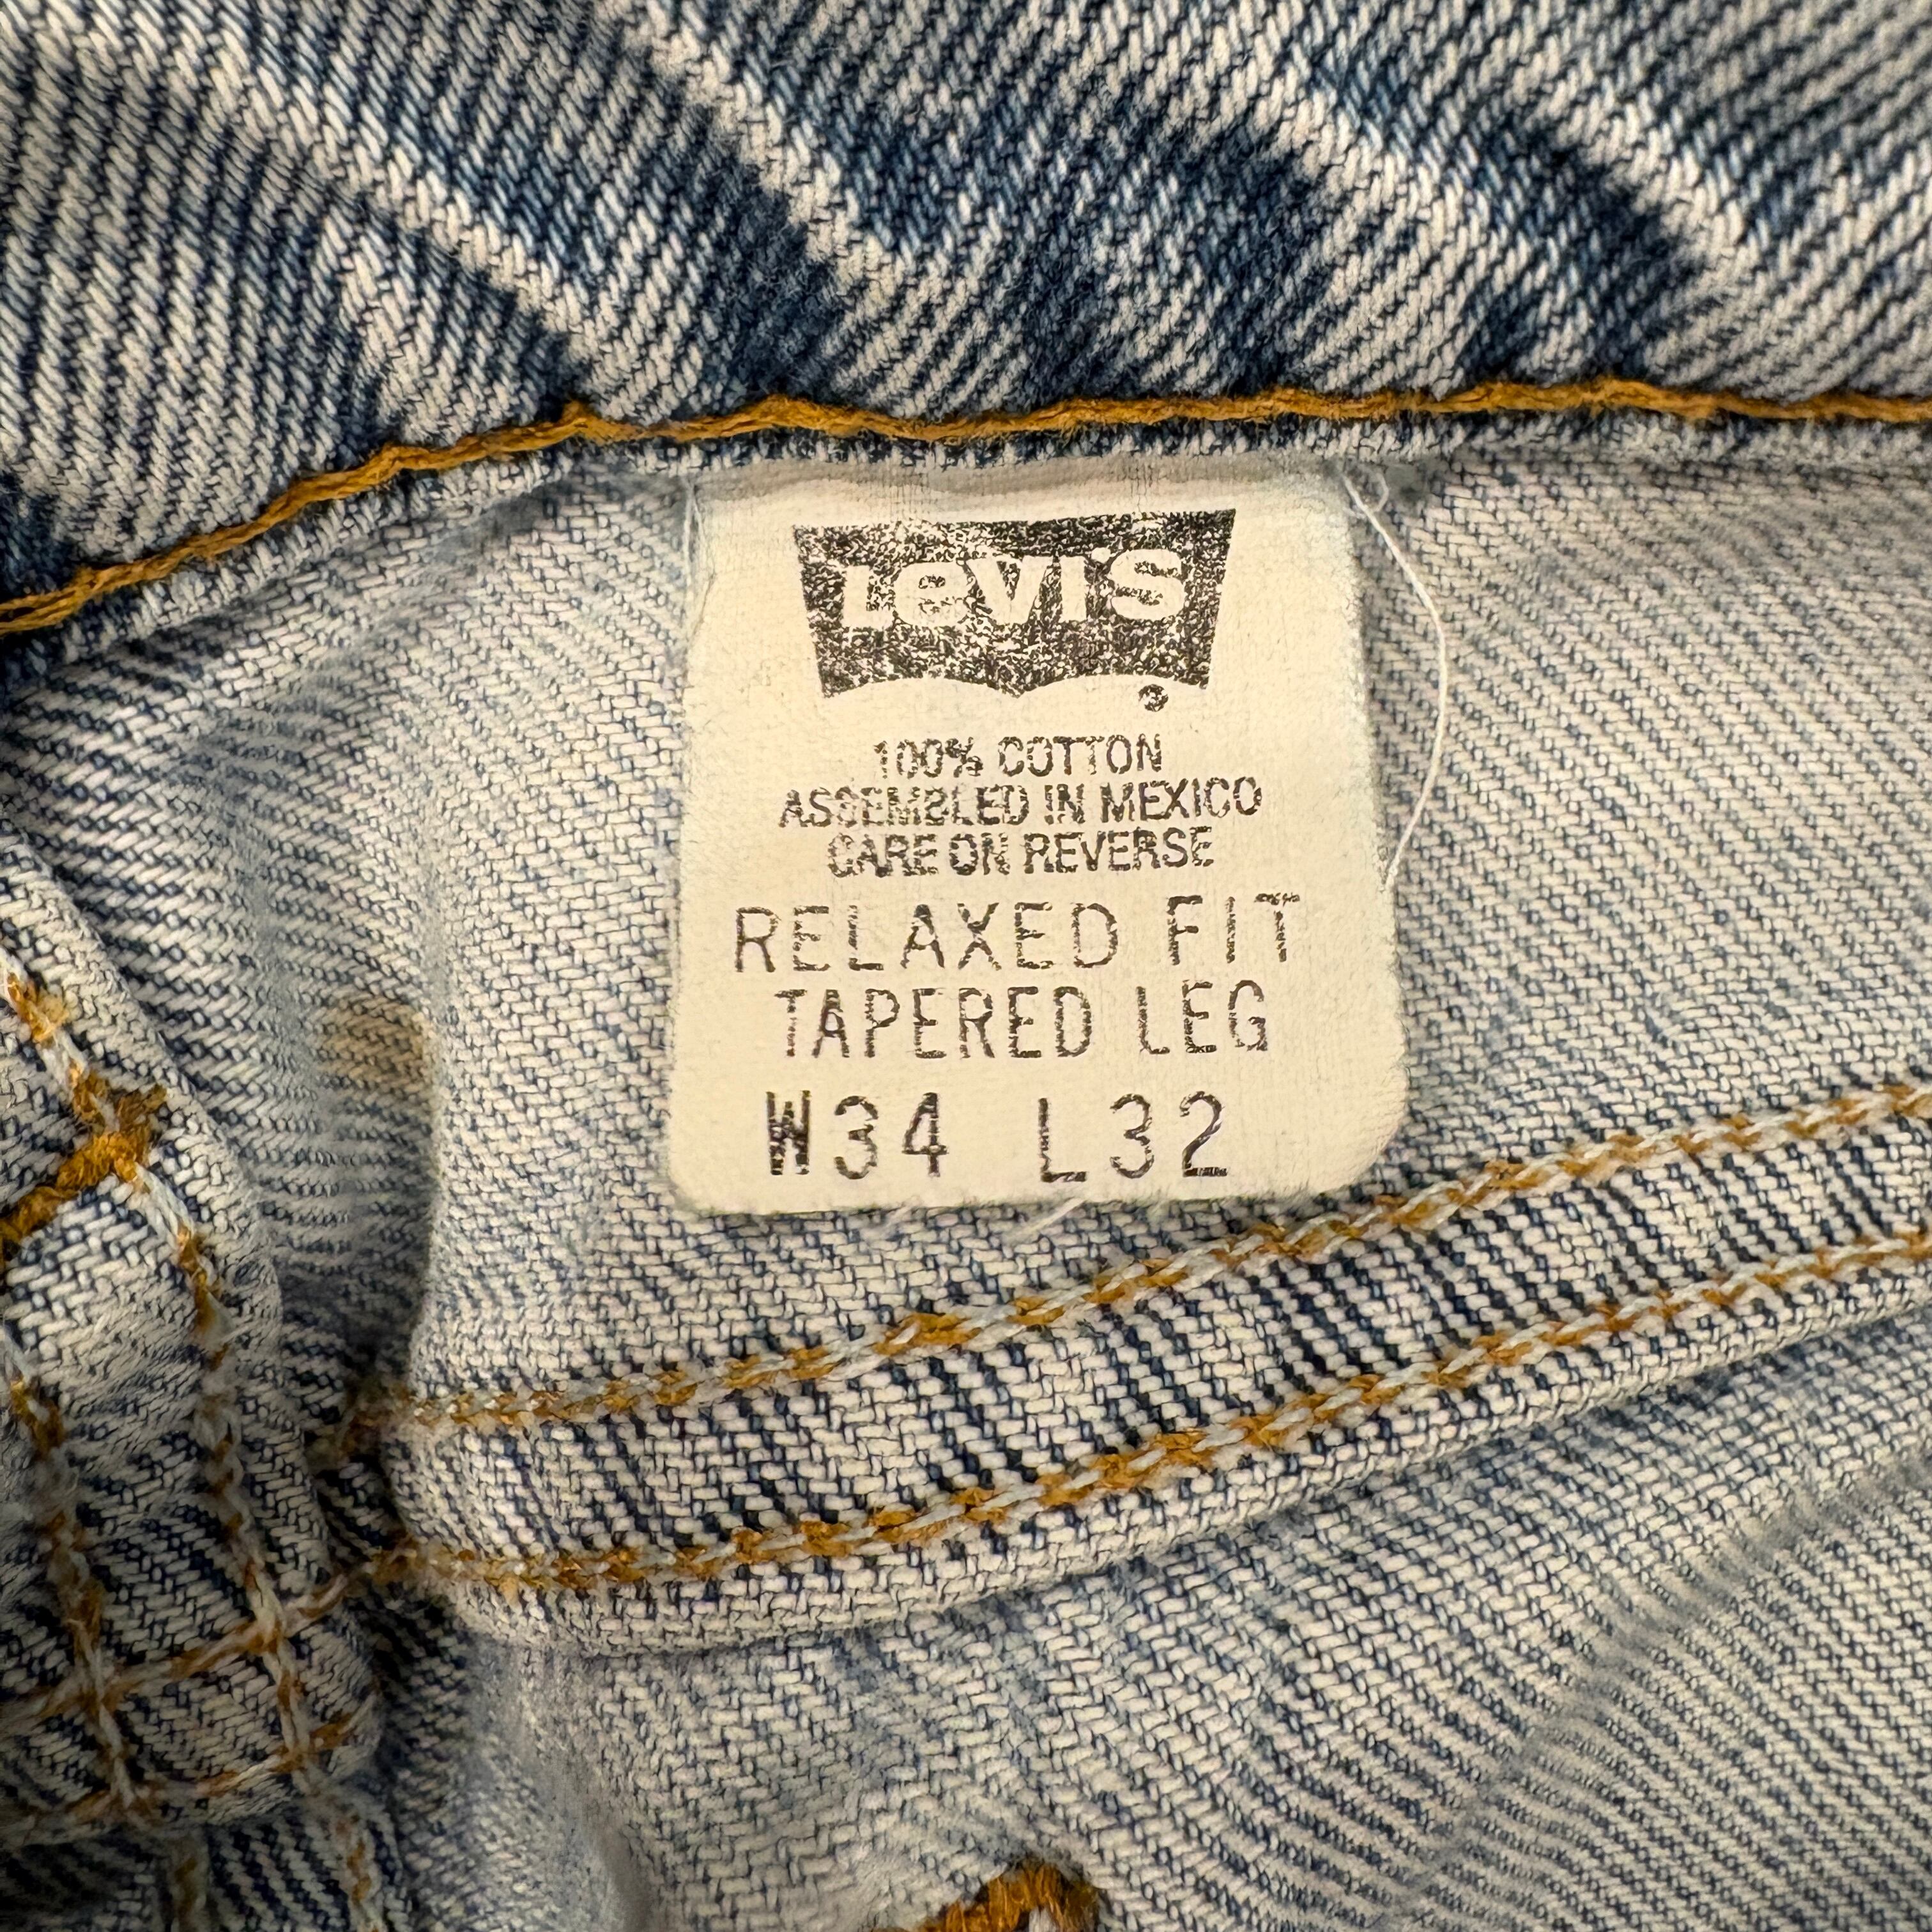 Levi's
®
100% COTTON
ASSEMBLED IN MEXICO
CARE ON REVERSE
RELAXED FIT
TAPERED LEG
W34 L32